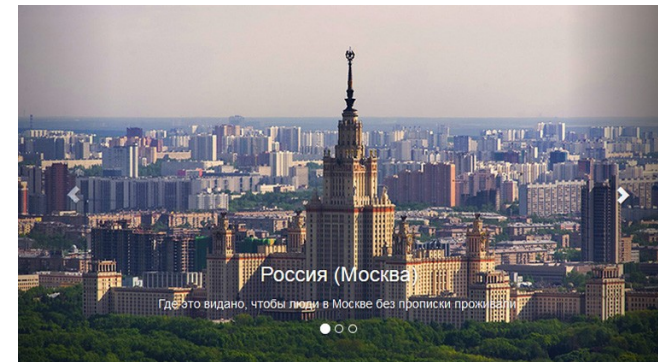 Россия (Москва)
Где это видано, чтобы люди в Москве без прописки проживали